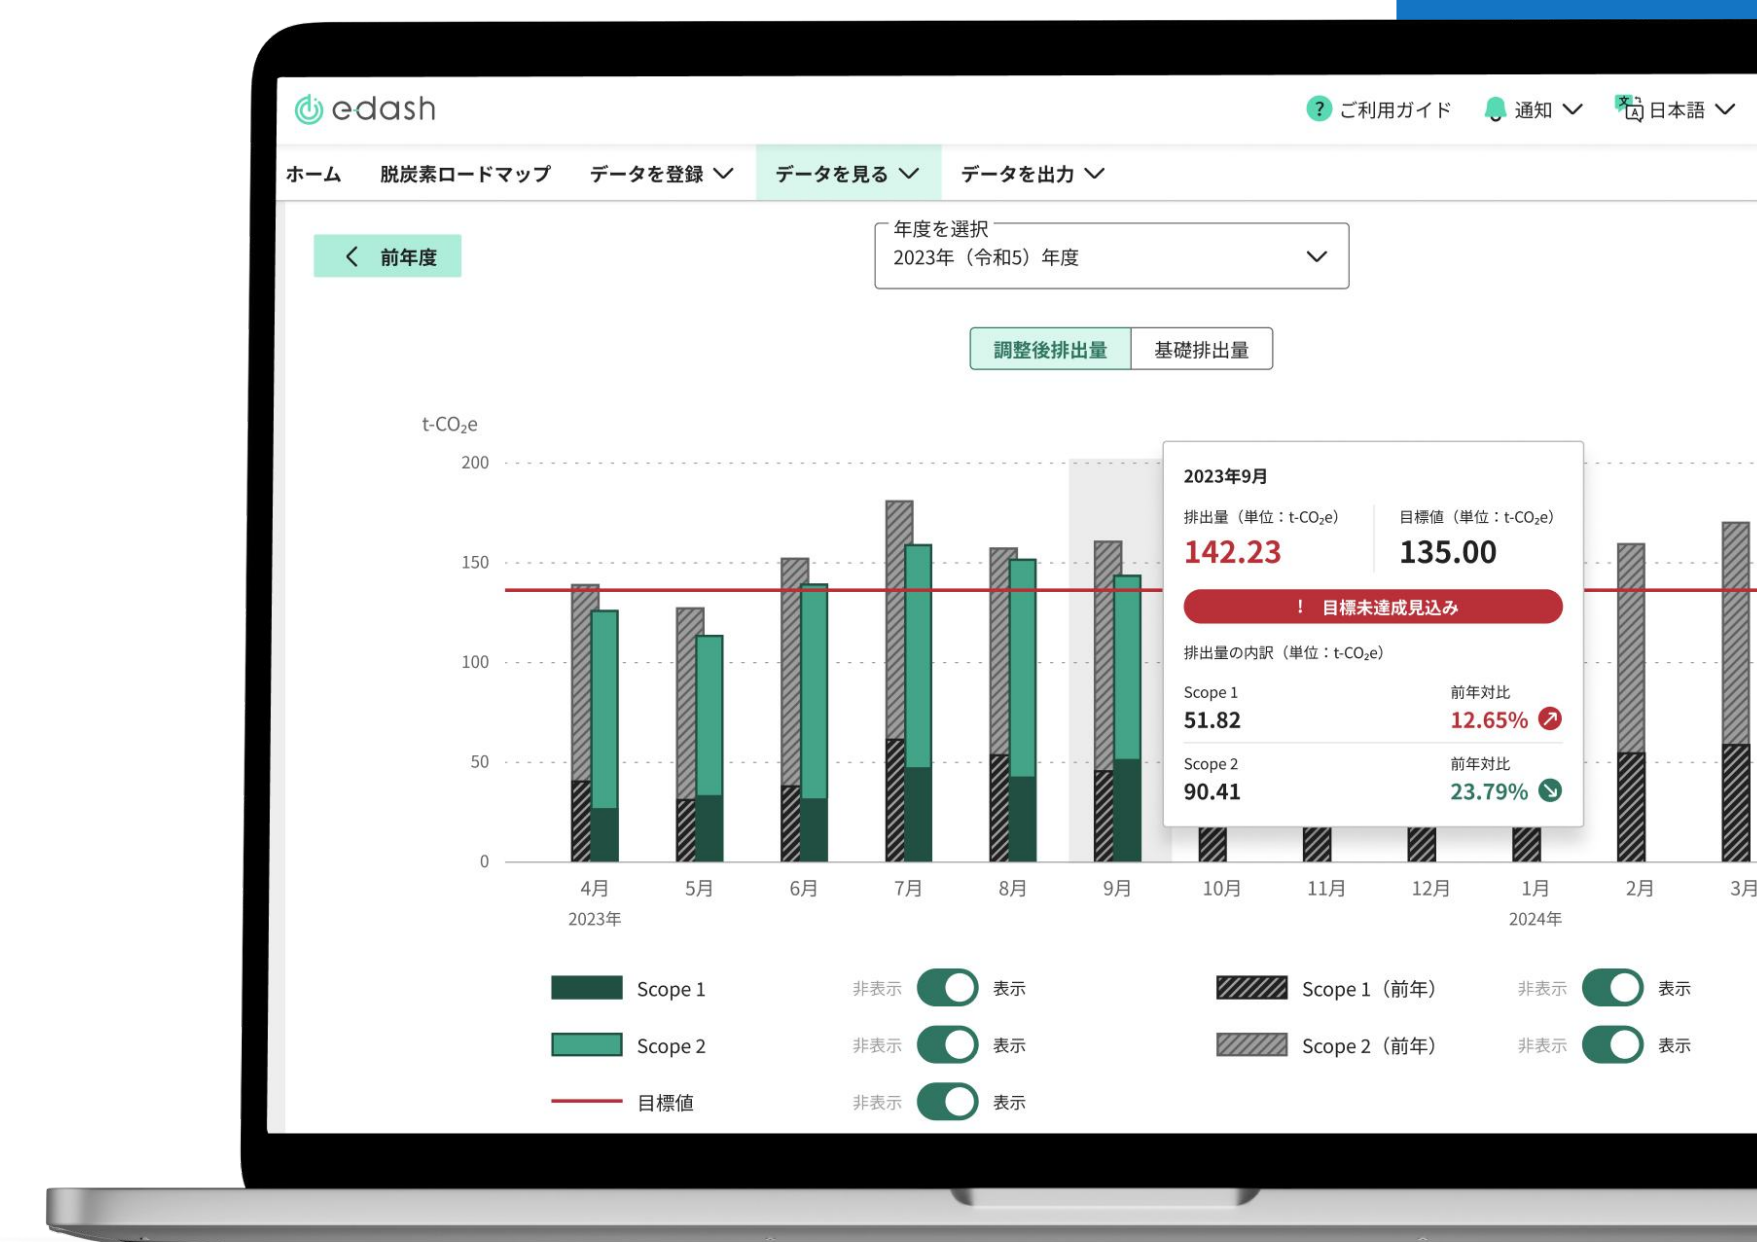 e-dash
? ご利用ガイド 通知 日本語
ホーム 脱炭素ロードマップ データを登録 データを見る データを出力
前年度
年度を選択
2023年（令和5）年度
調整後排出量 基礎排出量
t-CO₂e
200
150
100
50
0
2023年9月
排出量（単位：t-CO₂e） 目標値（単位：t-CO₂e）
142.23 135.00
! 目標未達成見込み
排出量の内訳（単位：t-CO₂e）
Scope 1 前年対比
51.82 12.65%
Scope 2 前年対比
90.41 23.79%
4月 5月 6月 7月 8月 9月 10月 11月 12月 1月 2月 3月
2023年 2024年
Scope 1 非表示 表示 Scope 1（前年） 非表示 表示
Scope 2 非表示 表示 Scope 2（前年） 非表示 表示
目標値 非表示 表示